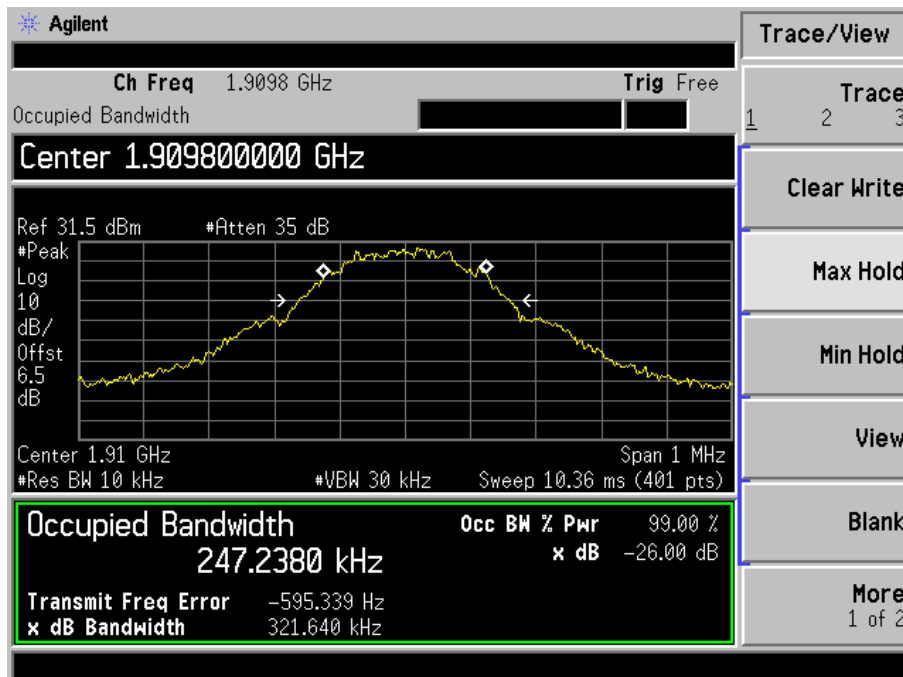 Agilent
Trace/View
Ch Freq 1.9098 GHz Trig Free
Occupied Bandwidth
Trace
1 2 3
Center 1.909800000 GHz
Clear Write
Ref 31.5 dBm #Atten 35 dB
#Peak
Log
10
dB/
Offst
6.5
dB
Max Hold
Min Hold
Center 1.91 GHz Span 1 MHz
#Res BW 10 kHz #VBW 30 kHz Sweep 10.36 ms (401 pts)
View
Occupied Bandwidth Occ BW % Pwr 99.00 %
247.2380 kHz x dB -26.00 dB
Transmit Freq Error -595.339 Hz
x dB Bandwidth 321.640 kHz
Blank
More
1 of 2